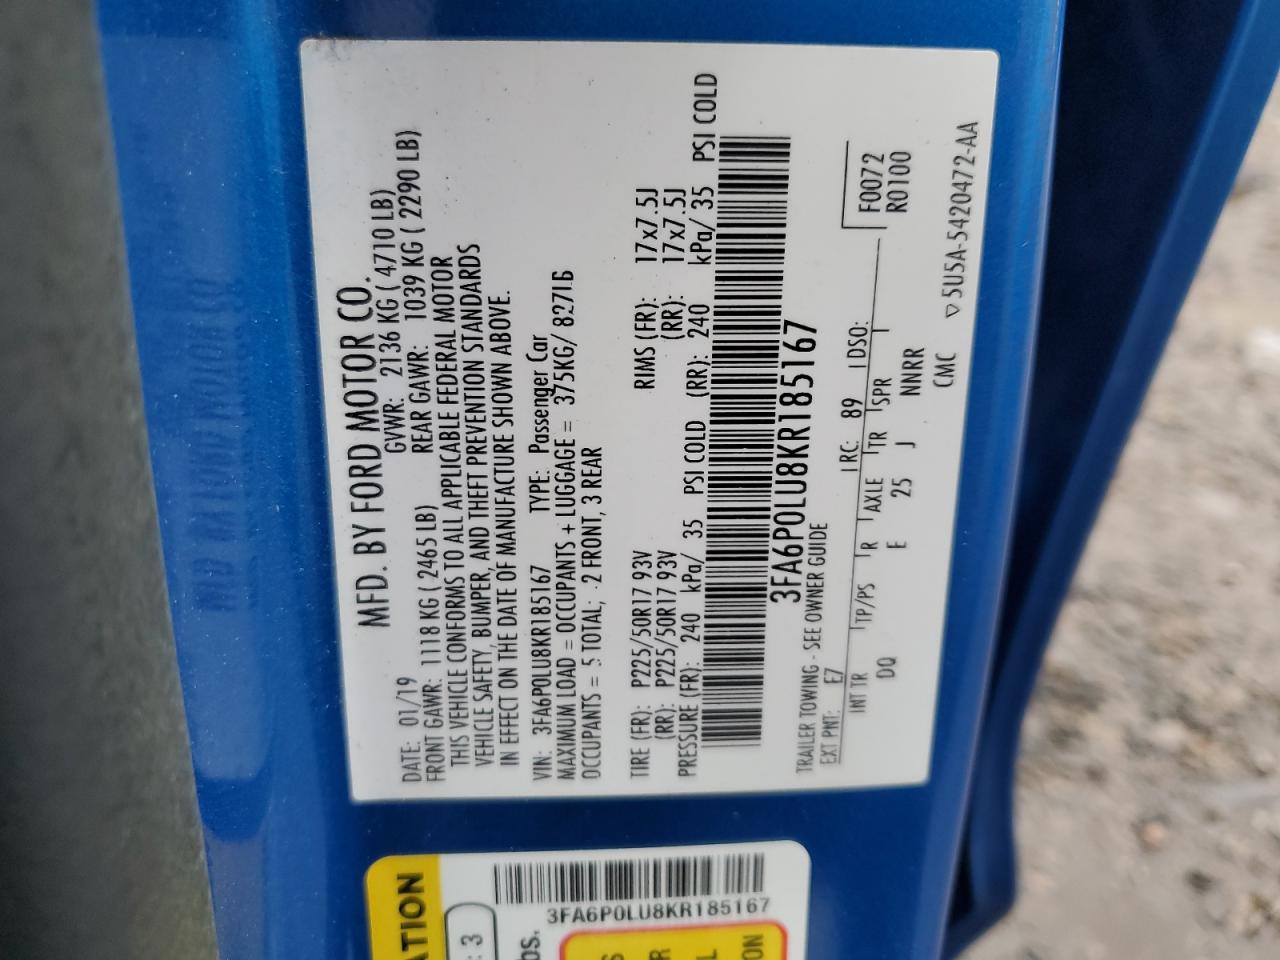 MFD. BY FORD MOTOR CO.
DATE: 01/19 GVWR: 2136 KG ( 4710 LB)
FRONT GAWR: 1118 KG ( 2465 LB) REAR GAWR: 1039 KG ( 2290 LB)
THIS VEHICLE CONFORMS TO ALL APPLICABLE FEDERAL MOTOR
VEHICLE SAFETY, BUMPER, AND THEFT PREVENTION STANDARDS
IN EFFECT ON THE DATE OF MANUFACTURE SHOWN ABOVE.
VIN: 3FA6P0LU8KR185167 TYPE: Passenger Car
MAXIMUM LOAD = OCCUPANTS + LUGGAGE = 375KG/ 827LB
OCCUPANTS = 5 TOTAL, 2 FRONT, 3 REAR
TIRE (FR): P225/50R17 93V RIMS (FR): 17x7.5J
(RR): P225/50R17 93V (RR): 17x7.5J
PRESSURE (FR): 240 kPa/ 35 PSI COLD (RR): 240 kPa/ 35 PSI COLD
3FA6P0LU8KR185167
TRAILER TOWING - SEE OWNER GUIDE
EXT PNT: E7 RC: 89 DSO: F0072
INT TR TP/PS R AXLE TR SPR R0100
DQ E 25 J NNRR
CMC 5U5A-5420472-AA
ATION
: 3
3FA6P0LU8KR185167
bs.
S
R
L
ON